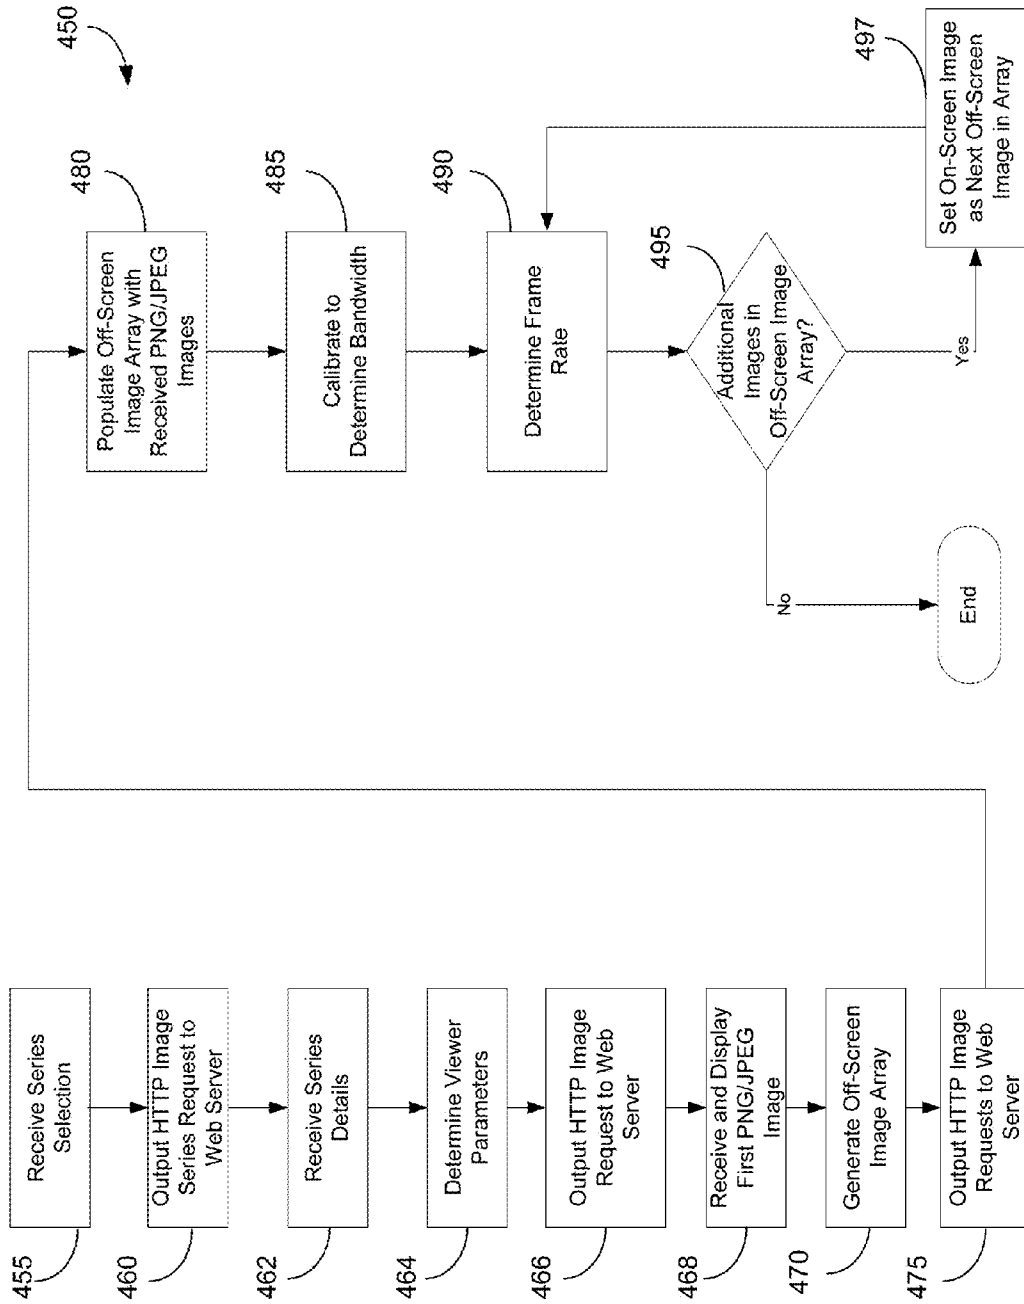 450
455
Receive Series
Selection
460
Output HTTP Image
Series Request to
Web Server
462
Receive Series
Details
464
Determine Viewer
Parameters
466
Output HTTP Image
Request to Web
Server
468
Receive and Display
First PNG/JPEG
Image
470
Generate Off-Screen
Image Array
475
Output HTTP Image
Requests to Web
Server
480
Populate Off-Screen
Image Array with
Received PNG/JPEG
Images
485
Calibrate to
Determine Bandwidth
490
Determine Frame
Rate
495
Additional
Images in
Off-Screen Image
Array?
No
End
Yes
497
Set On-Screen Image
as Next Off-Screen
Image in Array